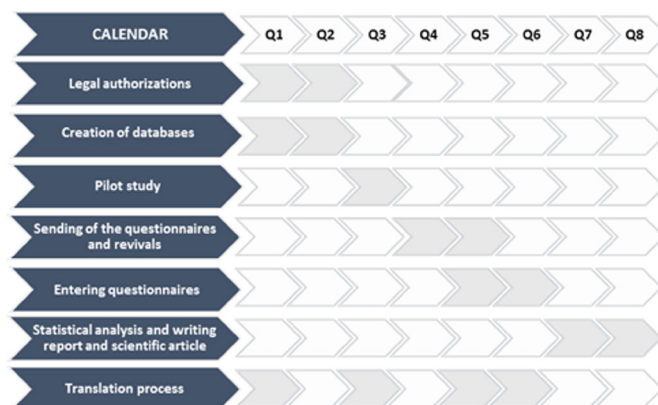 CALENDAR Q1 Q2 Q3 Q4 Q5 Q6 Q7 Q8
Legal authorizations
Creation of databases
Pilot study
Sending of the questionnaires
and revivals
Entering questionnaires
Statistical analysis and writing
report and scientific article
Translation process